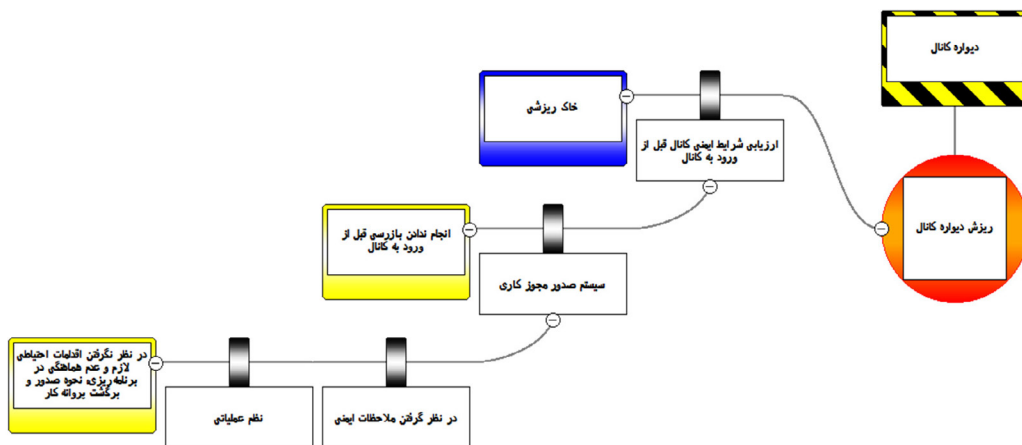 دیواره کانال
خاک ریزشی
ارزیابی شرایط ایمنی کانال قبل از
ورود به کانال
ریزش دیواره کانال
انجام ندادن بازرسی قبل از
ورود به کانال
سیستم صدور مجوز کاری
در نظر نگرفتن اقدامات احتیاطی
لازم و عدم هماهنگی در
برنامه ریزی، نحوه صدور و
برگشت پروانه کار
نظم عملیاتی
در نظر گرفتن ملاحظات ایمنی